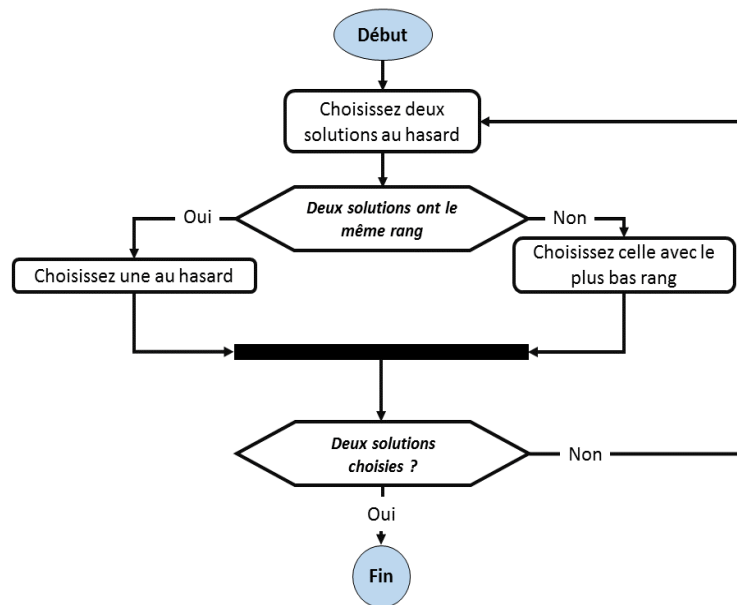 Début
Choisissez deux
solutions au hasard
Deux solutions ont le
même rang
Oui
Non
Choisissez une au hasard
Choisissez celle avec le
plus bas rang
Deux solutions
choisies ?
Non
Oui
Fin